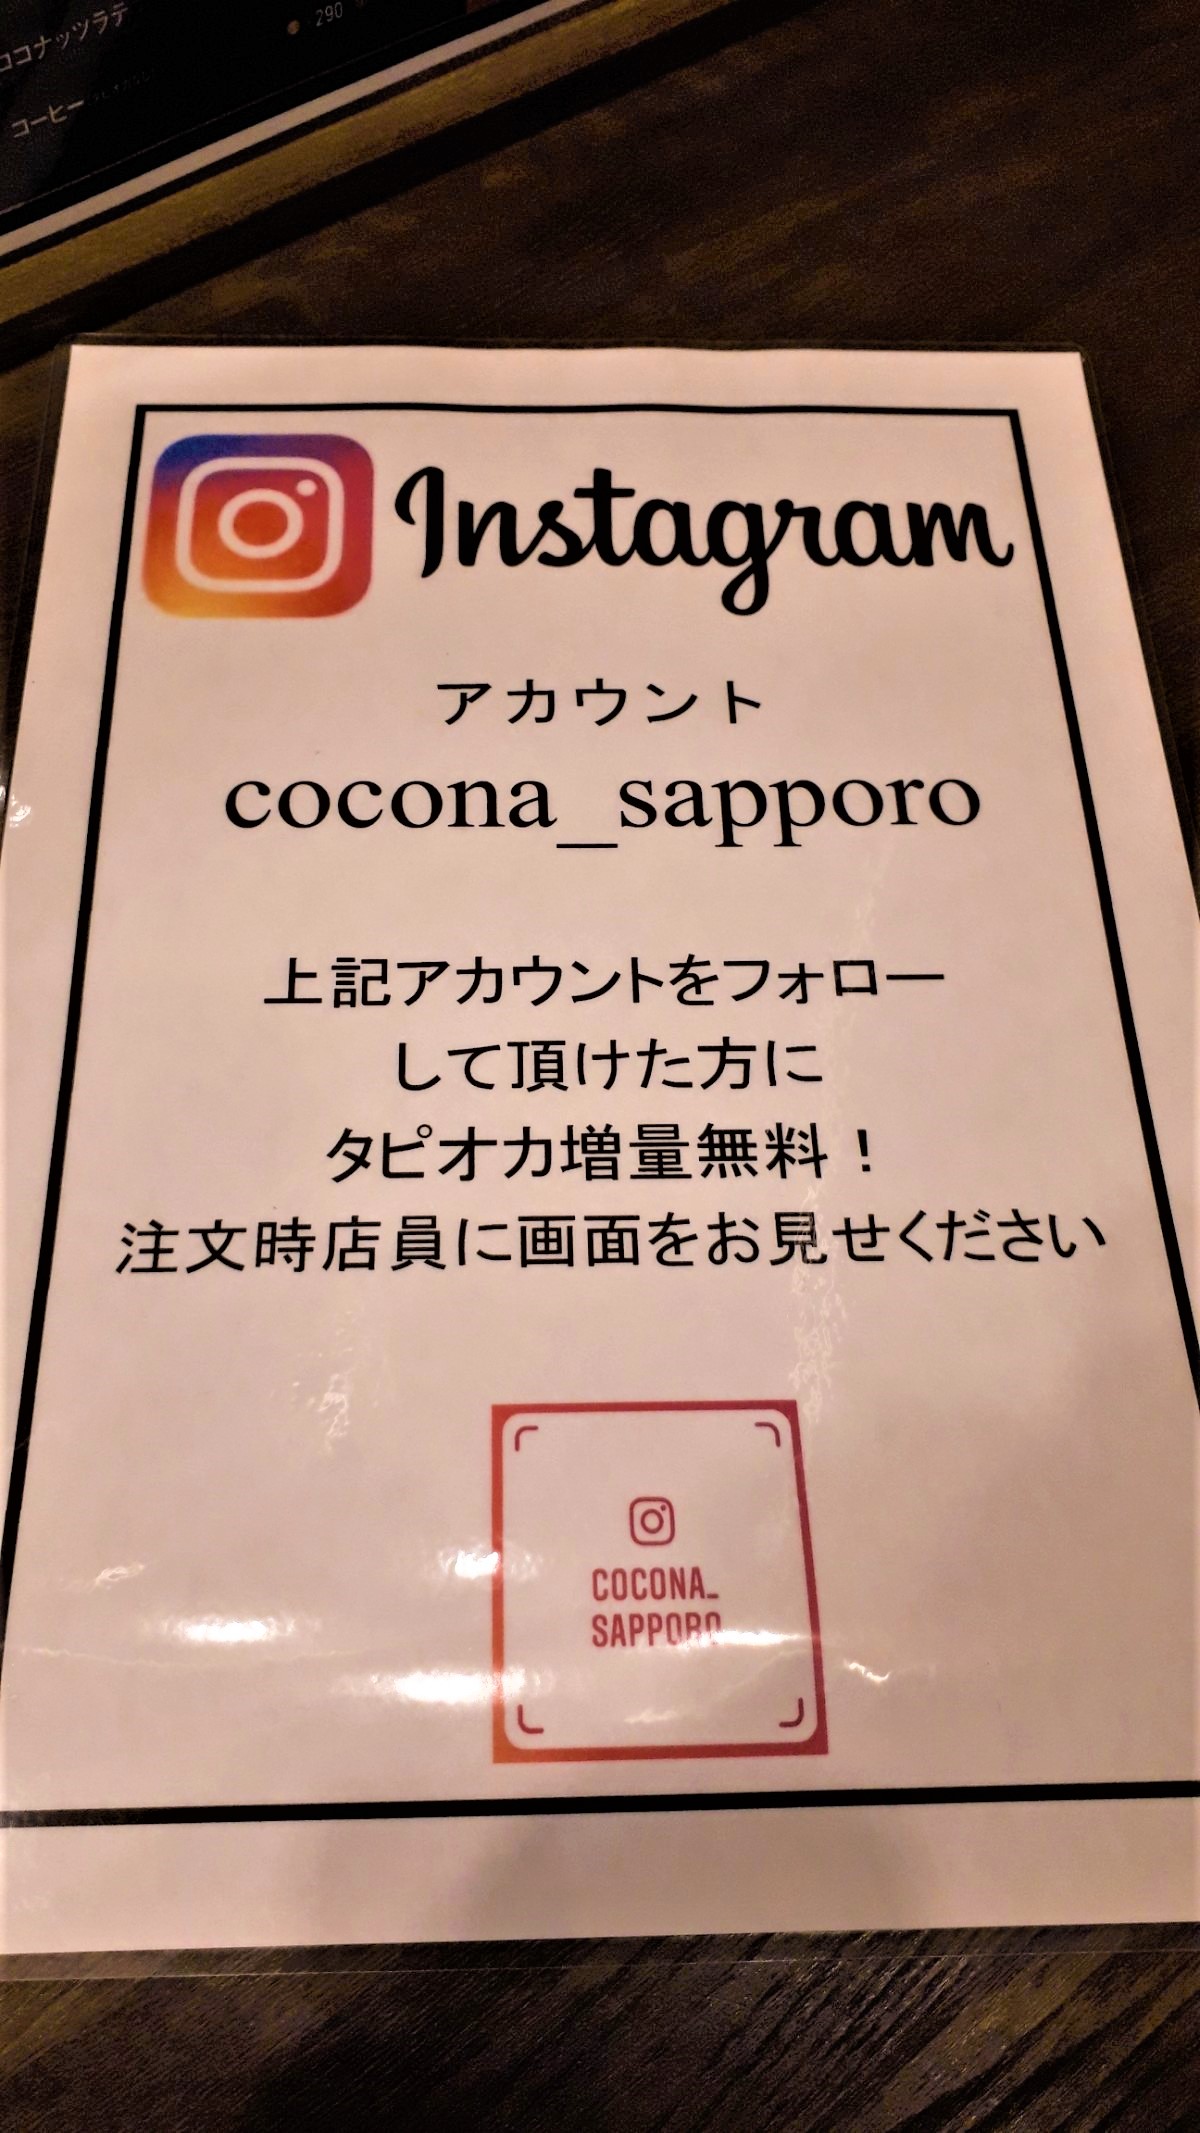 ココナッツラテ
290
コーヒー
Instagram
アカウント
cocona_sapporo
上記アカウントをフォロー
して頂けた方に
タピオカ増量無料！
注文時店員に画面をお見せください
COCONA_
SAPPORO